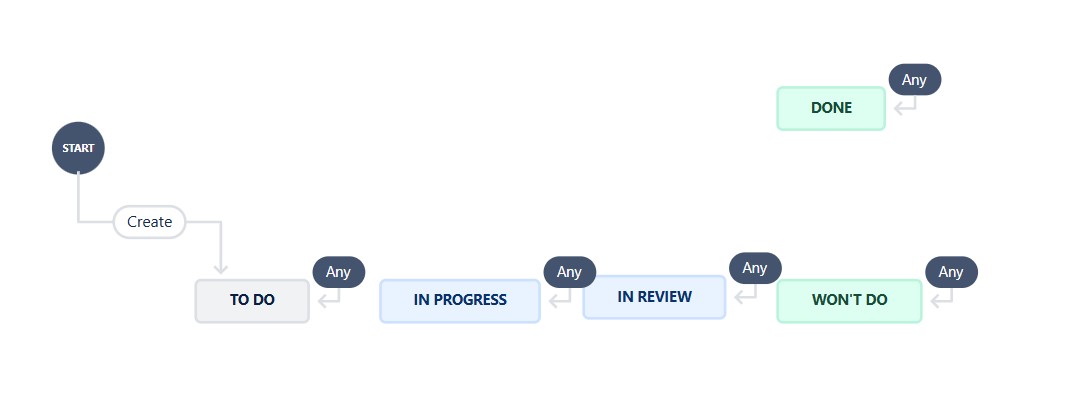 Any
DONE
START
Create
Any
TO DO
Any
IN PROGRESS
Any
IN REVIEW
Any
WON'T DO